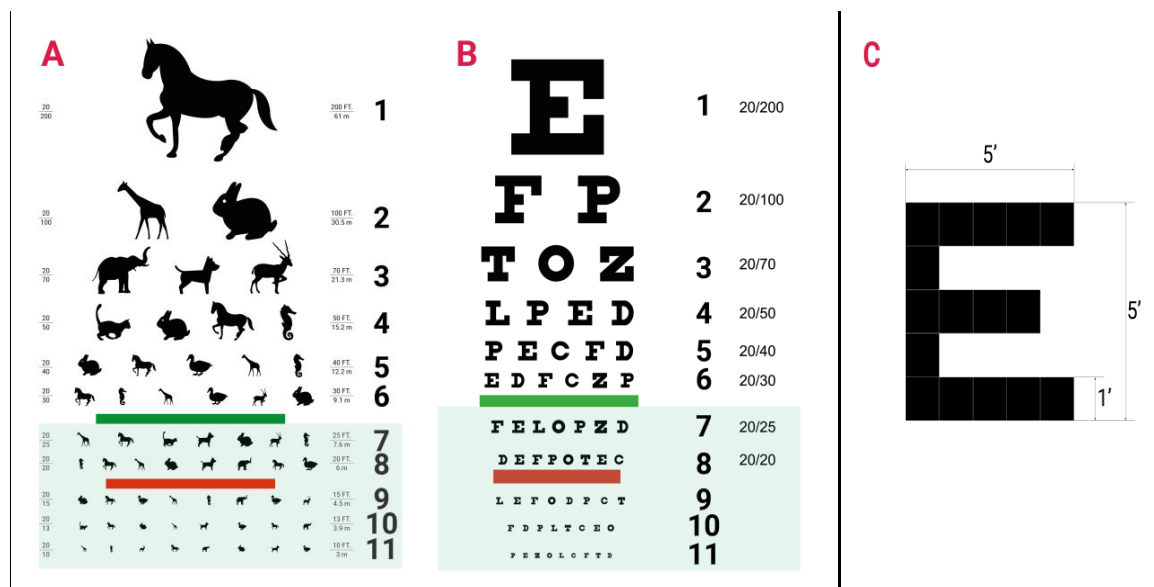 A
20
200
200 FT.
61 m
1
20
100
100 FT.
30.5 m
2
20
70
70 FT.
21.3 m
3
20
50
50 FT.
15.2 m
4
20
40
40 FT.
12.2 m
5
20
30
30 FT.
9.1 m
6
20
25
25 FT.
7.6 m
7
20
20
20 FT.
6 m
8
20
15
15 FT.
4.5 m
9
20
13
13 FT.
3.9 m
10
20
10
10 FT.
3 m
11
B
E 1 20/200
F P 2 20/100
T O Z 3 20/70
L P E D 4 20/50
P E C F D 5 20/40
E D F C Z P 6 20/30
F E L O P Z D 7 20/25
D E F P O T E C 8 20/20
L E F O D P C T 9
F D P L T C E O 10
P E Z O L C F T D 11
C
5'
E
5'
1'